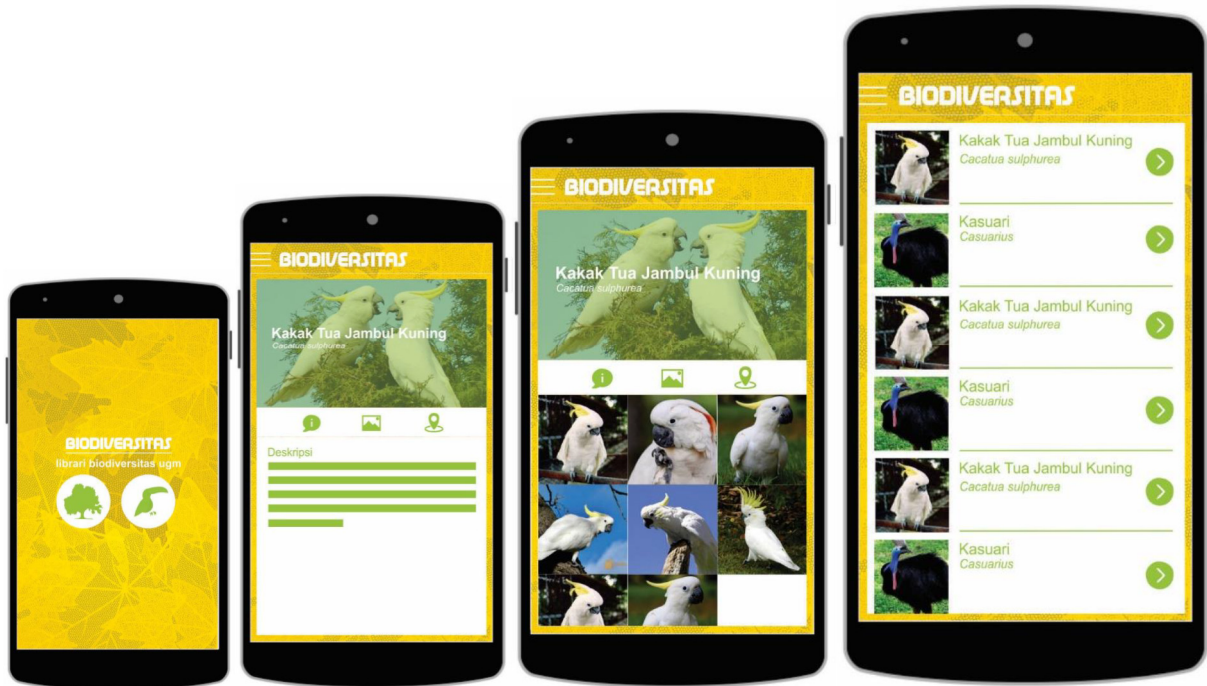 BIODIVERSITAS
librari biodiversitas ugm
BIODIVERSITAS
Kakak Tua Jambul Kuning
Cacatua sulphurea
Deskripsi
BIODIVERSITAS
Kakak Tua Jambul Kuning
Cacatua sulphurea
BIODIVERSITAS
Kakak Tua Jambul Kuning
Cacatua sulphurea
Kasuari
Casuarius
Kakak Tua Jambul Kuning
Cacatua sulphurea
Kasuari
Casuarius
Kakak Tua Jambul Kuning
Cacatua sulphurea
Kasuari
Casuarius